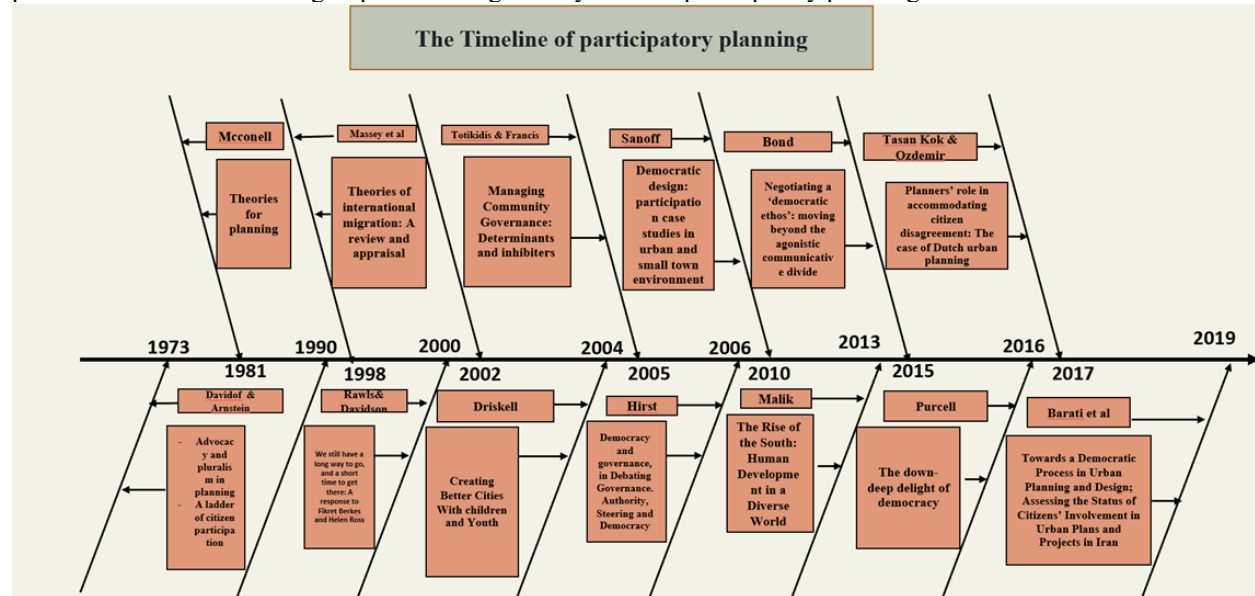 The Timeline of participatory planning
Mcconell
Theories
for
planning
Massey et al
Theories of
international
migration: A
review and
appraisal
Totikidis & Francis
Managing
Community
Governance:
Determinants
and inhibiters
Sanoff
Democratic
design:
participatio
n case
studies in
urban and
small town
environment
Bond
Negotiating a
‘democratic
ethos’: moving
beyond the
agonistic
communicativ
e divide
Tasan Kok &
Ozdemir
Planners’ role in
accommodating
citizen
disagreement: The
case of Dutch urban
planning
1973
1981
1990
1998
2000
2002
2004
2005
2006
2010
2013
2015
2016
2017
2019
Davidof &
Arnstein
- Advocac
y and
pluralis
m in
planning
- A ladder
of citizen
participa
tion
Rawls&
Davidson
We still have a
long way to go,
and a short
time to get
there: A
response to
Fikret Berkes
and Helen Ross
Driskell
Creating
Better Cities
With children
and Youth
Hirst
Democracy
and
governance,
in Debating
Governance.
Authority,
Steering and
Democracy
Malik
The Rise of
the South:
Human
Developme
nt in a
Diverse
World
Purcell
The down-
deep delight of
democracy
Barati et al
Towards a Democratic
Process in Urban
Planning and Design;
Assessing the Status of
Citizens’ Involvement in
Urban Plans and
Projects in Iran